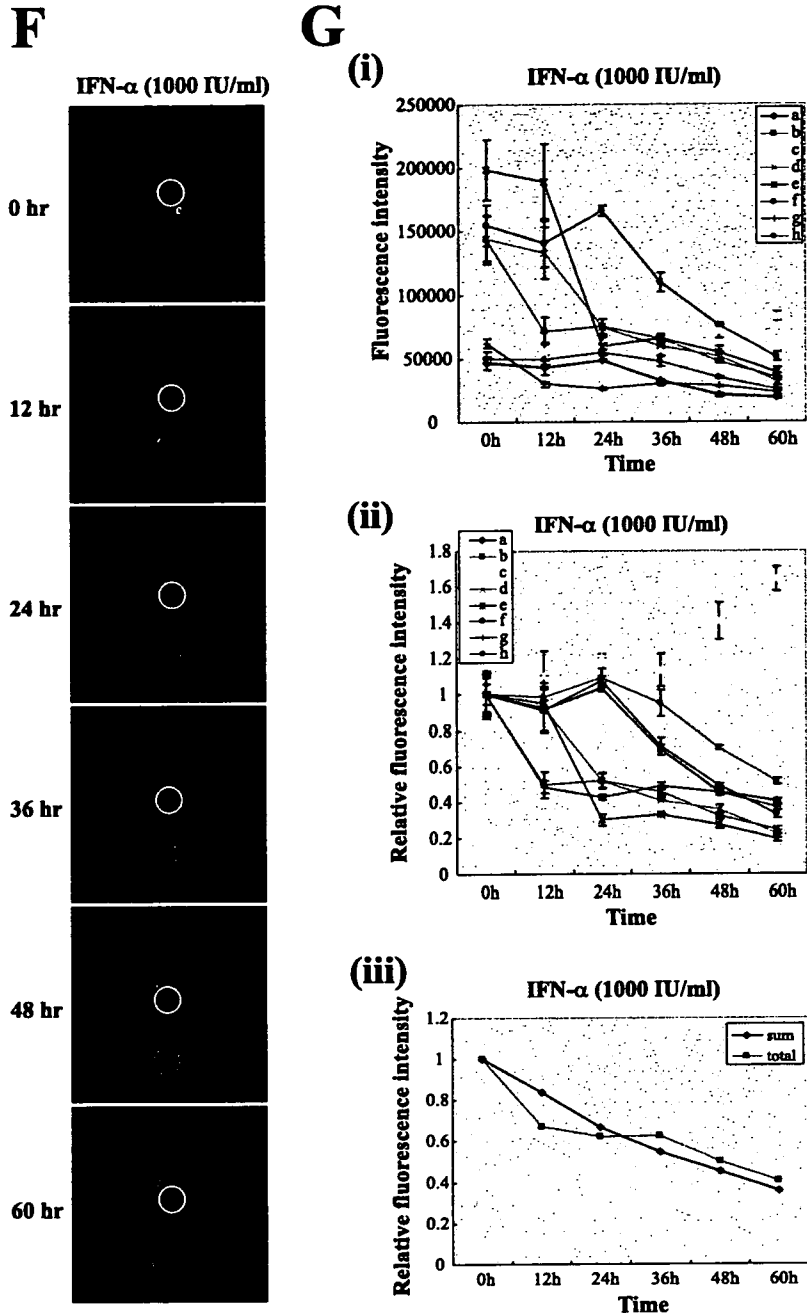 F
IFN-α (1000 IU/ml)
0 hr
c
12 hr
24 hr
36 hr
48 hr
60 hr
G
(i)
IFN-α (1000 IU/ml)
Fluorescence intensity
250000
200000
150000
100000
50000
0
0h 12h 24h 36h 48h 60h
Time
a
b
c
d
e
f
g
h
(ii)
IFN-α (1000 IU/ml)
Relative fluorescence intensity
1.8
1.6
1.4
1.2
1
0.8
0.6
0.4
0.2
0
0h 12h 24h 36h 48h 60h
Time
a
b
c
d
e
f
g
h
(iii)
IFN-α (1000 IU/ml)
Relative fluorescence intensity
1.2
1
0.8
0.6
0.4
0.2
0
0h 12h 24h 36h 48h 60h
Time
sum
total